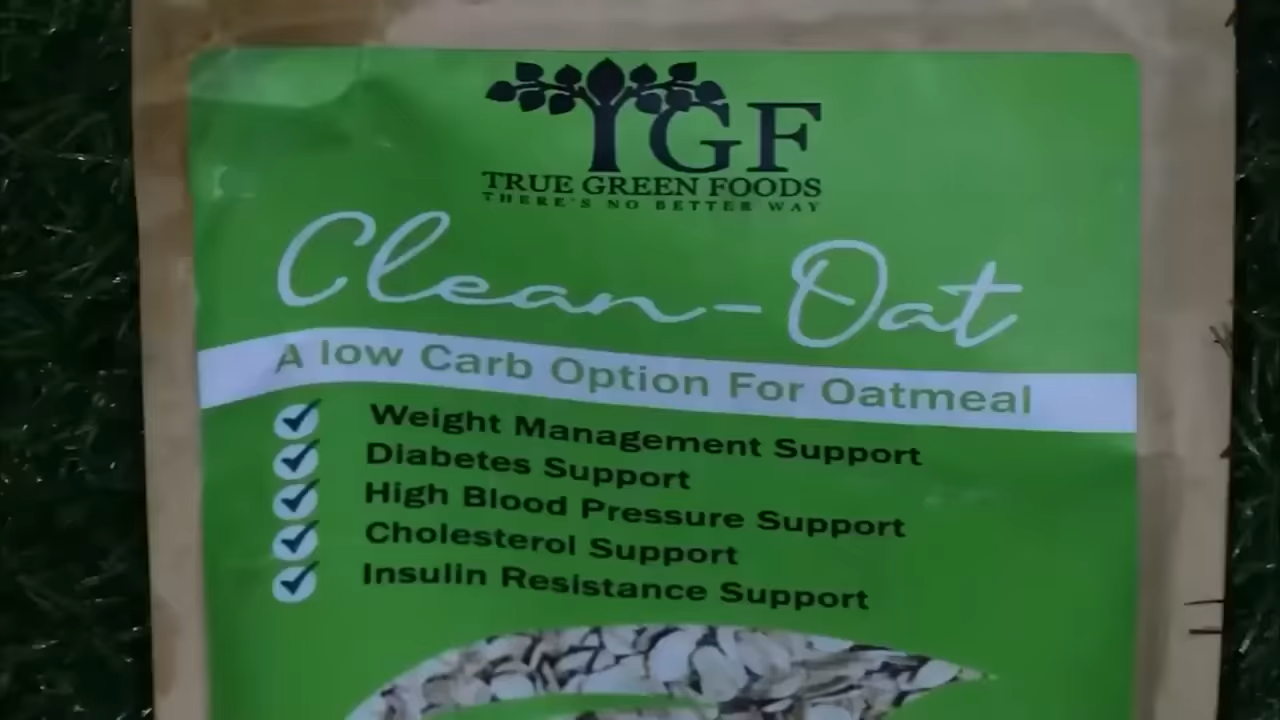 TGF
TRUE GREEN FOODS
THERE'S NO BETTER WAY
Clean-Oat
A low Carb Option For Oatmeal
Weight Management Support
Diabetes Support
High Blood Pressure Support
Cholesterol Support
Insulin Resistance Support